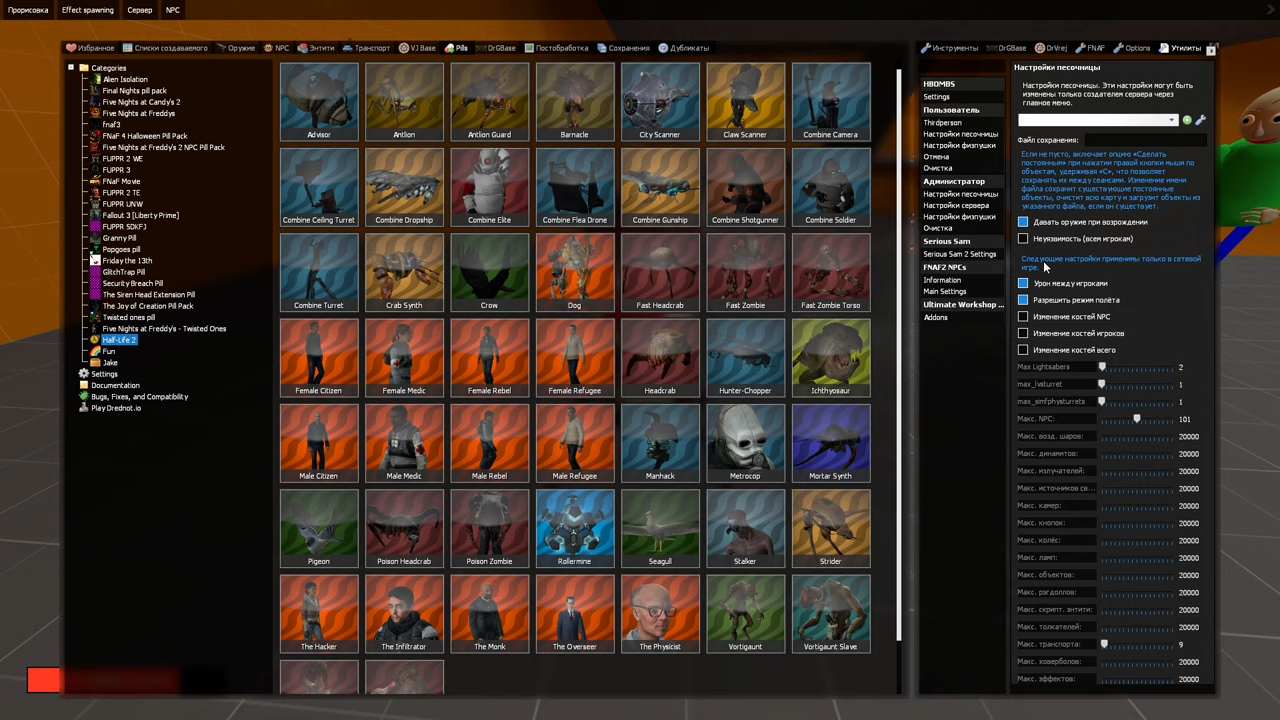 Прорисовка Effect spawning Сервер NPC
Избранное Списки создаваемого Оружие NPC Энтити Транспорт VJ Base Pills DrGBase Постобработка Сохранения Дубликаты
Categories
Alien Isolation
Final Nights pill pack
Five Nights at Candy's 2
Five Nights at Freddys
fnaf3
FNaF 4 Halloween Pill Pack
Five Nights at Freddy's 2 NPC Pill Pack
FUPPR 2 WE
FUPPR 3
FNaF Movie
FUPPR 2 TE
FUPPR UNW
Fallout 3 [Liberty Prime]
FUPPR SDKFJ
Granny Pill
Popgoes pill
Friday the 13th
GlitchTrap Pill
Security Breach Pill
The Siren Head Extension Pill
The Joy of Creation Pill Pack
Twisted ones pill
Five Nights at Freddy's - Twisted Ones
Half-Life 2
Fun
Jake
Settings
Documentation
Bugs, Fixes, and Compatibility
Play Drednot.io
Advisor Antlion Antlion Guard Barnacle City Scanner Claw Scanner Combine Camera
Combine Ceiling Turret Combine Dropship Combine Elite Combine Flea Drone Combine Gunship Combine Shotgunner Combine Soldier
Combine Turret Crab Synth Crow Dog Fast Headcrab Fast Zombie Fast Zombie Torso
Female Citizen Female Medic Female Rebel Female Refugee Headcrab Hunter-Chopper Ichthyosaur
Male Citizen Male Medic Male Rebel Male Refugee Manhack Metrocop Mortar Synth
Pigeon Poison Headcrab Poison Zombie Rollermine Seagull Stalker Strider
The Hacker The Infiltrator The Monk The Overseer The Physicist Vortigaunt Vortigaunt Slave
Инструменты DrGBase DrVrej FNAF Options Утилиты
HBOMBS
Settings
Пользователь
Thirdperson
Настройки песочницы
Настройки физпушки
Отмена
Очистка
Администратор
Настройки песочницы
Настройки сервера
Настройки физпушки
Очистка
Serious Sam
Serious Sam 2 Settings
FNAF2 NPCs
Information
Main Settings
Ultimate Workshop ...
Addons
Настройки песочницы
Настройки песочницы. Эти настройки могут быть
изменены только создателем сервера через
главное меню.
Файл сохранения:
Если не пусто, включает опцию «Сделать
постоянным» при нажатии правой кнопки мыши по
объектам, удерживая «C», что позволяет
сохранять их между сеансами. Изменение имени
файла сохранит существующие постоянные
объекты, очистит всю карту и загрузит объекты из
указанного файла, если он существует.
Давать оружие при возрождении
Неуязвимость (всем игрокам)
Следующие настройки применимы только в сетевой
игре.
Урон между игроками
Разрешить режим полёта
Изменение костей NPC
Изменение костей игроков
Изменение костей всего
Max Lightsabers 2
max_lvsturret 1
max_simfphysturrets 1
Макс. NPC: 101
Макс. возд. шаров: 20000
Макс. динамитов: 20000
Макс. излучателей: 20000
Макс. источников св... 20000
Макс. камер: 20000
Макс. кнопок: 20000
Макс. колёс: 20000
Макс. ламп: 20000
Макс. объектов: 20000
Макс. рэгдоллов: 20000
Макс. скрипт. энтити: 20000
Макс. толкателей: 20000
Макс. транспорта: 9
Макс. ховерболов: 20000
Макс. эффектов: 20000